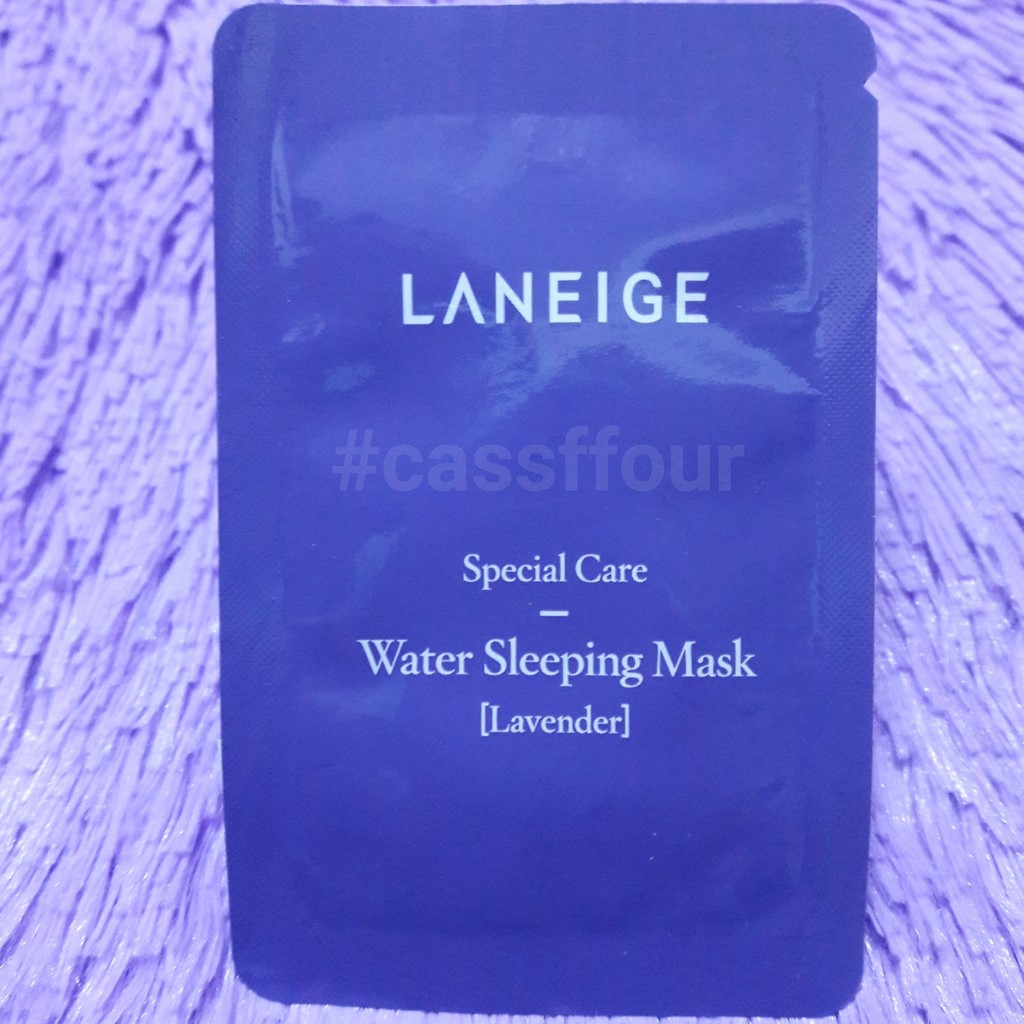 LANEIGE
#cassffour
Special Care
—
Water Sleeping Mask
[Lavender]